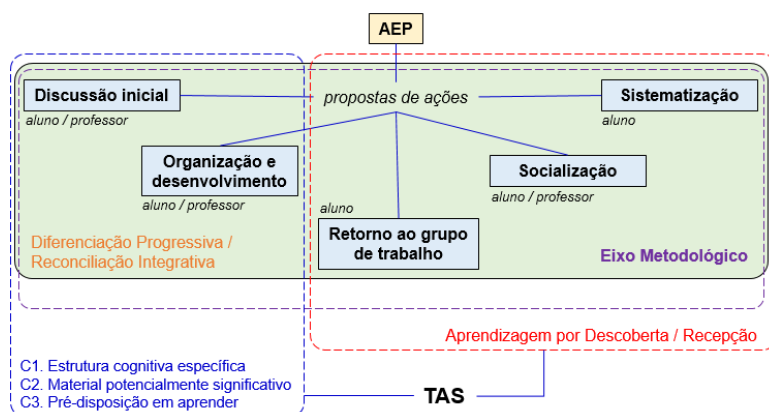 AEP
Discussão inicial
aluno / professor
propostas de ações
Sistematização
aluno
Organização e
desenvolvimento
aluno / professor
Socialização
aluno / professor
aluno
Retorno ao grupo
de trabalho
Diferenciação Progressiva /
Reconciliação Integrativa
Eixo Metodológico
Aprendizagem por Descoberta / Recepção
C1. Estrutura cognitiva específica
C2. Material potencialmente significativo
C3. Pré-disposição em aprender
TAS